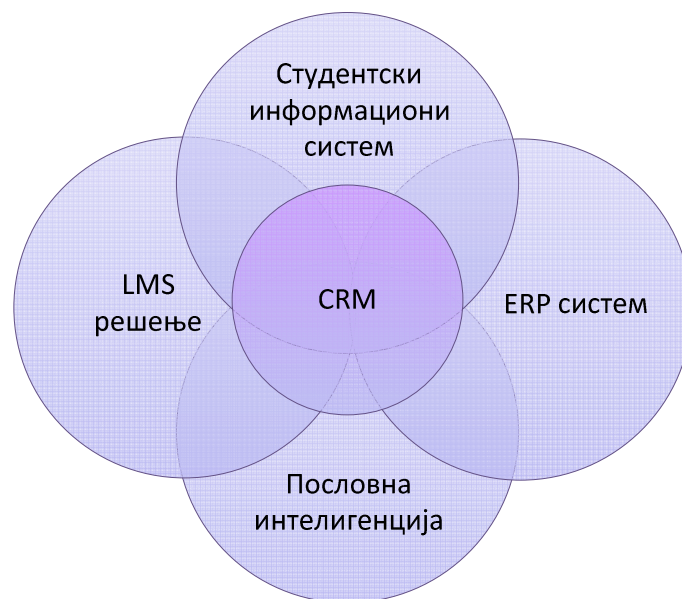 Студентски
информациони
систем
LMS
решење
CRM
ERP систем
Пословна
интелигенција